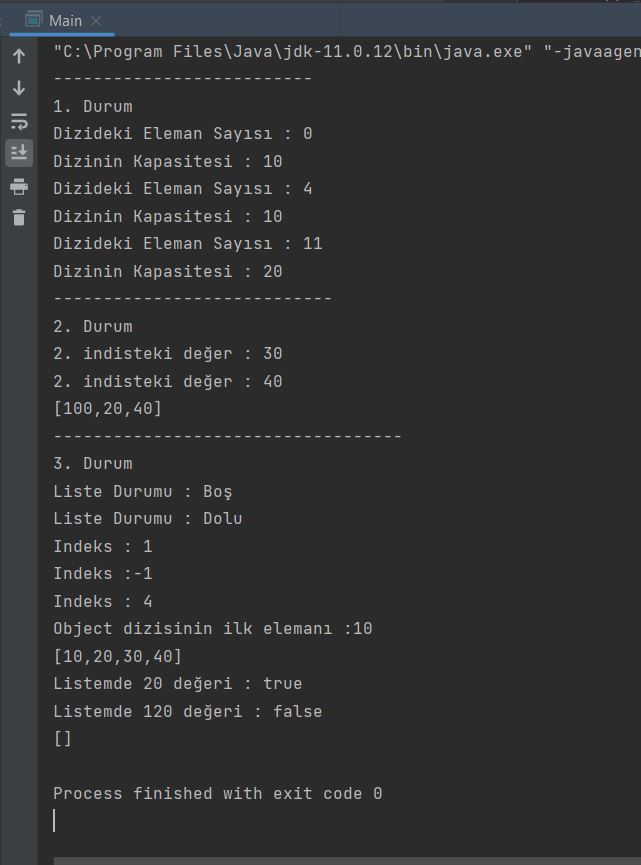 Main
"C:\Program Files\Java\jdk-11.0.12\bin\java.exe" "-javaagen
--------------------------
1. Durum
Dizideki Eleman Sayısı : 0
Dizinin Kapasitesi : 10
Dizideki Eleman Sayısı : 4
Dizinin Kapasitesi : 10
Dizideki Eleman Sayısı : 11
Dizinin Kapasitesi : 20
----------------------------
2. Durum
2. indisteki değer : 30
2. indisteki değer : 40
[100,20,40]
-----------------------------------
3. Durum
Liste Durumu : Boş
Liste Durumu : Dolu
Indeks : 1
Indeks :-1
Indeks : 4
Object dizisinin ilk elemanı :10
[10,20,30,40]
Listemde 20 değeri : true
Listemde 120 değeri : false
[]
Process finished with exit code 0